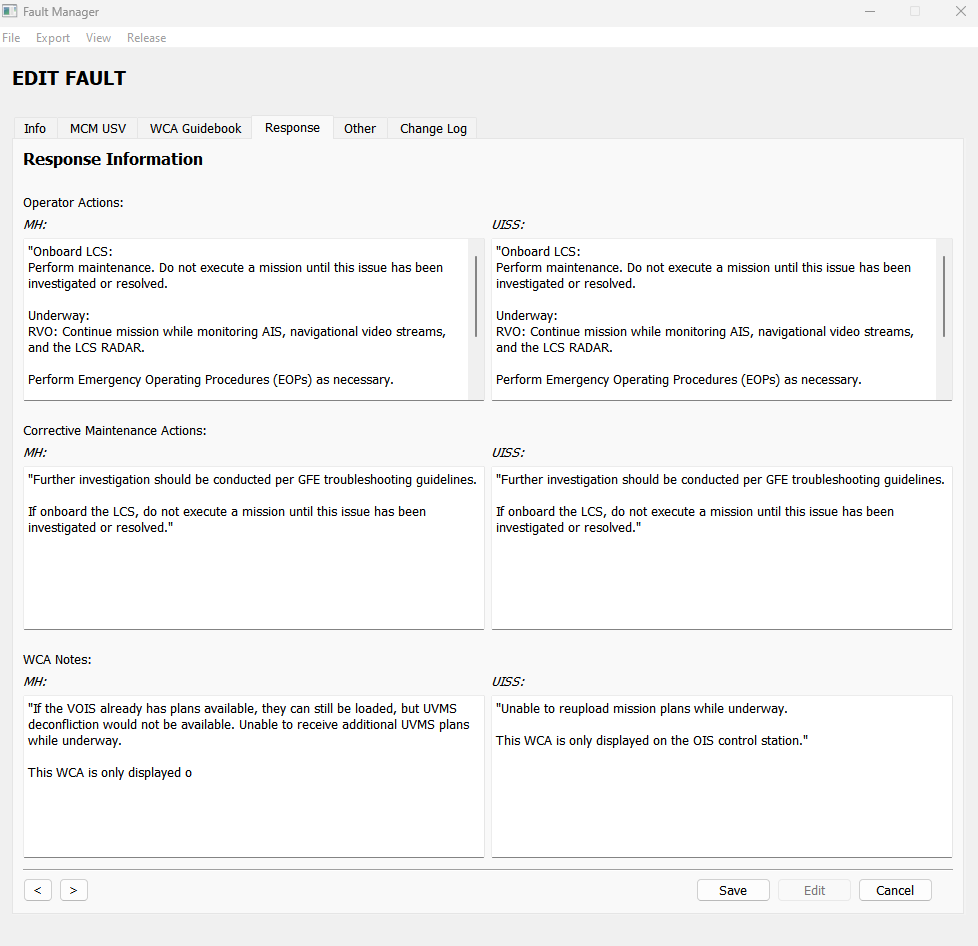 Fault Manager
File Export View Release
EDIT FAULT
Info MCM USV WCA Guidebook Response Other Change Log
Response Information
Operator Actions:
MH: UISS:
"Onboard LCS:
Perform maintenance. Do not execute a mission until this issue has been
investigated or resolved.
Underway:
RVO: Continue mission while monitoring AIS, navigational video streams,
and the LCS RADAR.
Perform Emergency Operating Procedures (EOPs) as necessary.
"Onboard LCS:
Perform maintenance. Do not execute a mission until this issue has been
investigated or resolved.
Underway:
RVO: Continue mission while monitoring AIS, navigational video streams,
and the LCS RADAR.
Perform Emergency Operating Procedures (EOPs) as necessary.
Corrective Maintenance Actions:
MH: UISS:
"Further investigation should be conducted per GFE troubleshooting guidelines.
If onboard the LCS, do not execute a mission until this issue has been
investigated or resolved."
"Further investigation should be conducted per GFE troubleshooting guidelines.
If onboard the LCS, do not execute a mission until this issue has been
investigated or resolved."
WCA Notes:
MH: UISS:
"If the VOIS already has plans available, they can still be loaded, but UVMS
deconfliction would not be available. Unable to receive additional UVMS plans
while underway.
This WCA is only displayed o
"Unable to reupload mission plans while underway.
This WCA is only displayed on the OIS control station."
< > Save Edit Cancel